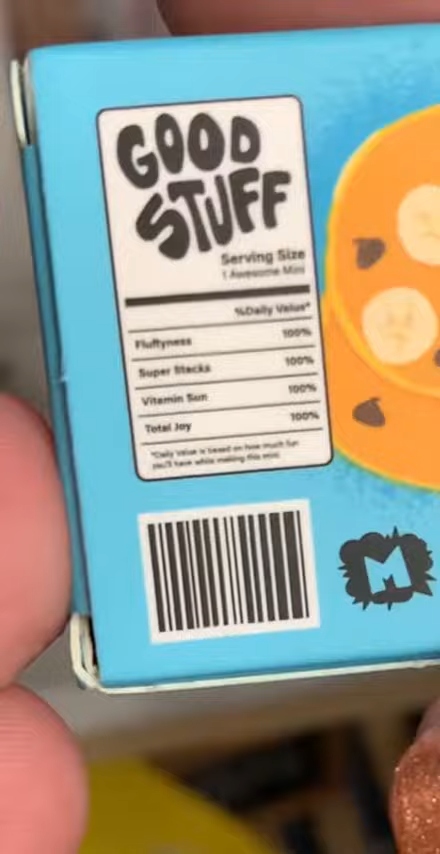 GOOD
STUFF
Serving Size
1 Awesome Mini
%Daily Value*
Fluffyness 100%
Super Stacks 100%
Vitamin Sun 100%
Total Joy 100%
*Daily Value is based on how much fun
you'll have while making this mini
M